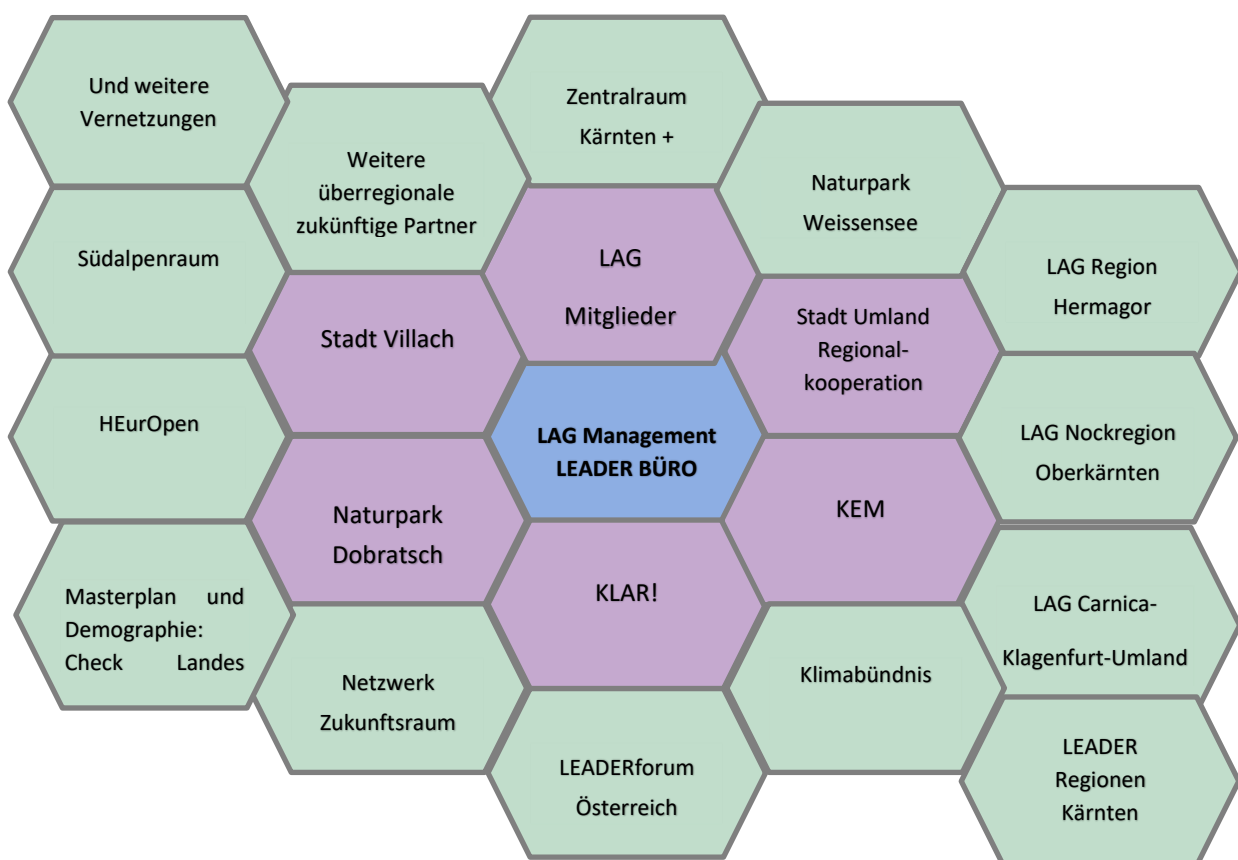 Und weitere
Vernetzungen
Zentralraum
Kärnten +
Weitere
überregionale
zukünftige Partner
Naturpark
Weissensee
Südalpenraum
LAG
Mitglieder
LAG Region
Hermagor
Stadt Villach
Stadt Umland
Regional-
kooperation
HEurOpen
LAG Management
LEADER BÜRO
LAG Nockregion
Oberkärnten
Naturpark
Dobratsch
KEM
KLAR!
Masterplan und
Demographie:
Check Landes
LAG Carnica-
Klagenfurt-Umland
Netzwerk
Zukunftsraum
Klimabündnis
LEADERforum
Österreich
LEADER
Regionen
Kärnten